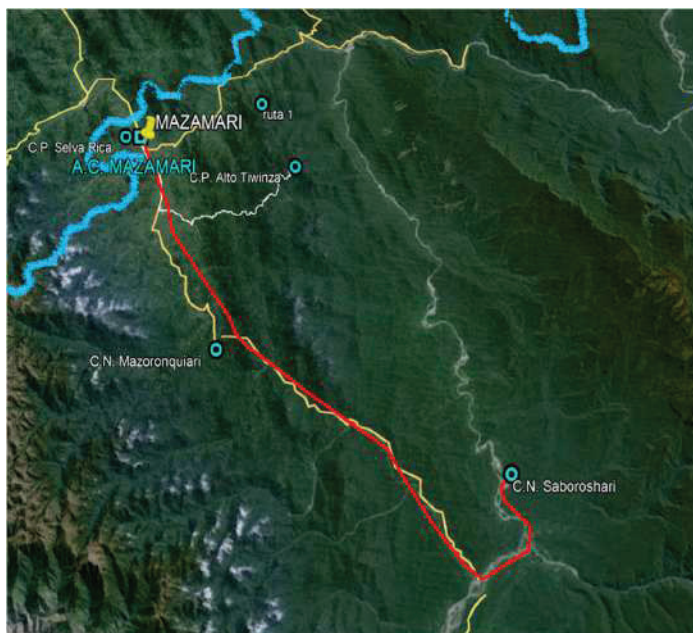 ruta 1
MAZAMARI
C.P. Selva Rica
A.C. MAZAMARI
C.P. Alto Tiwinza
C.N. Mazoronquiari
C.N. Saboroshari